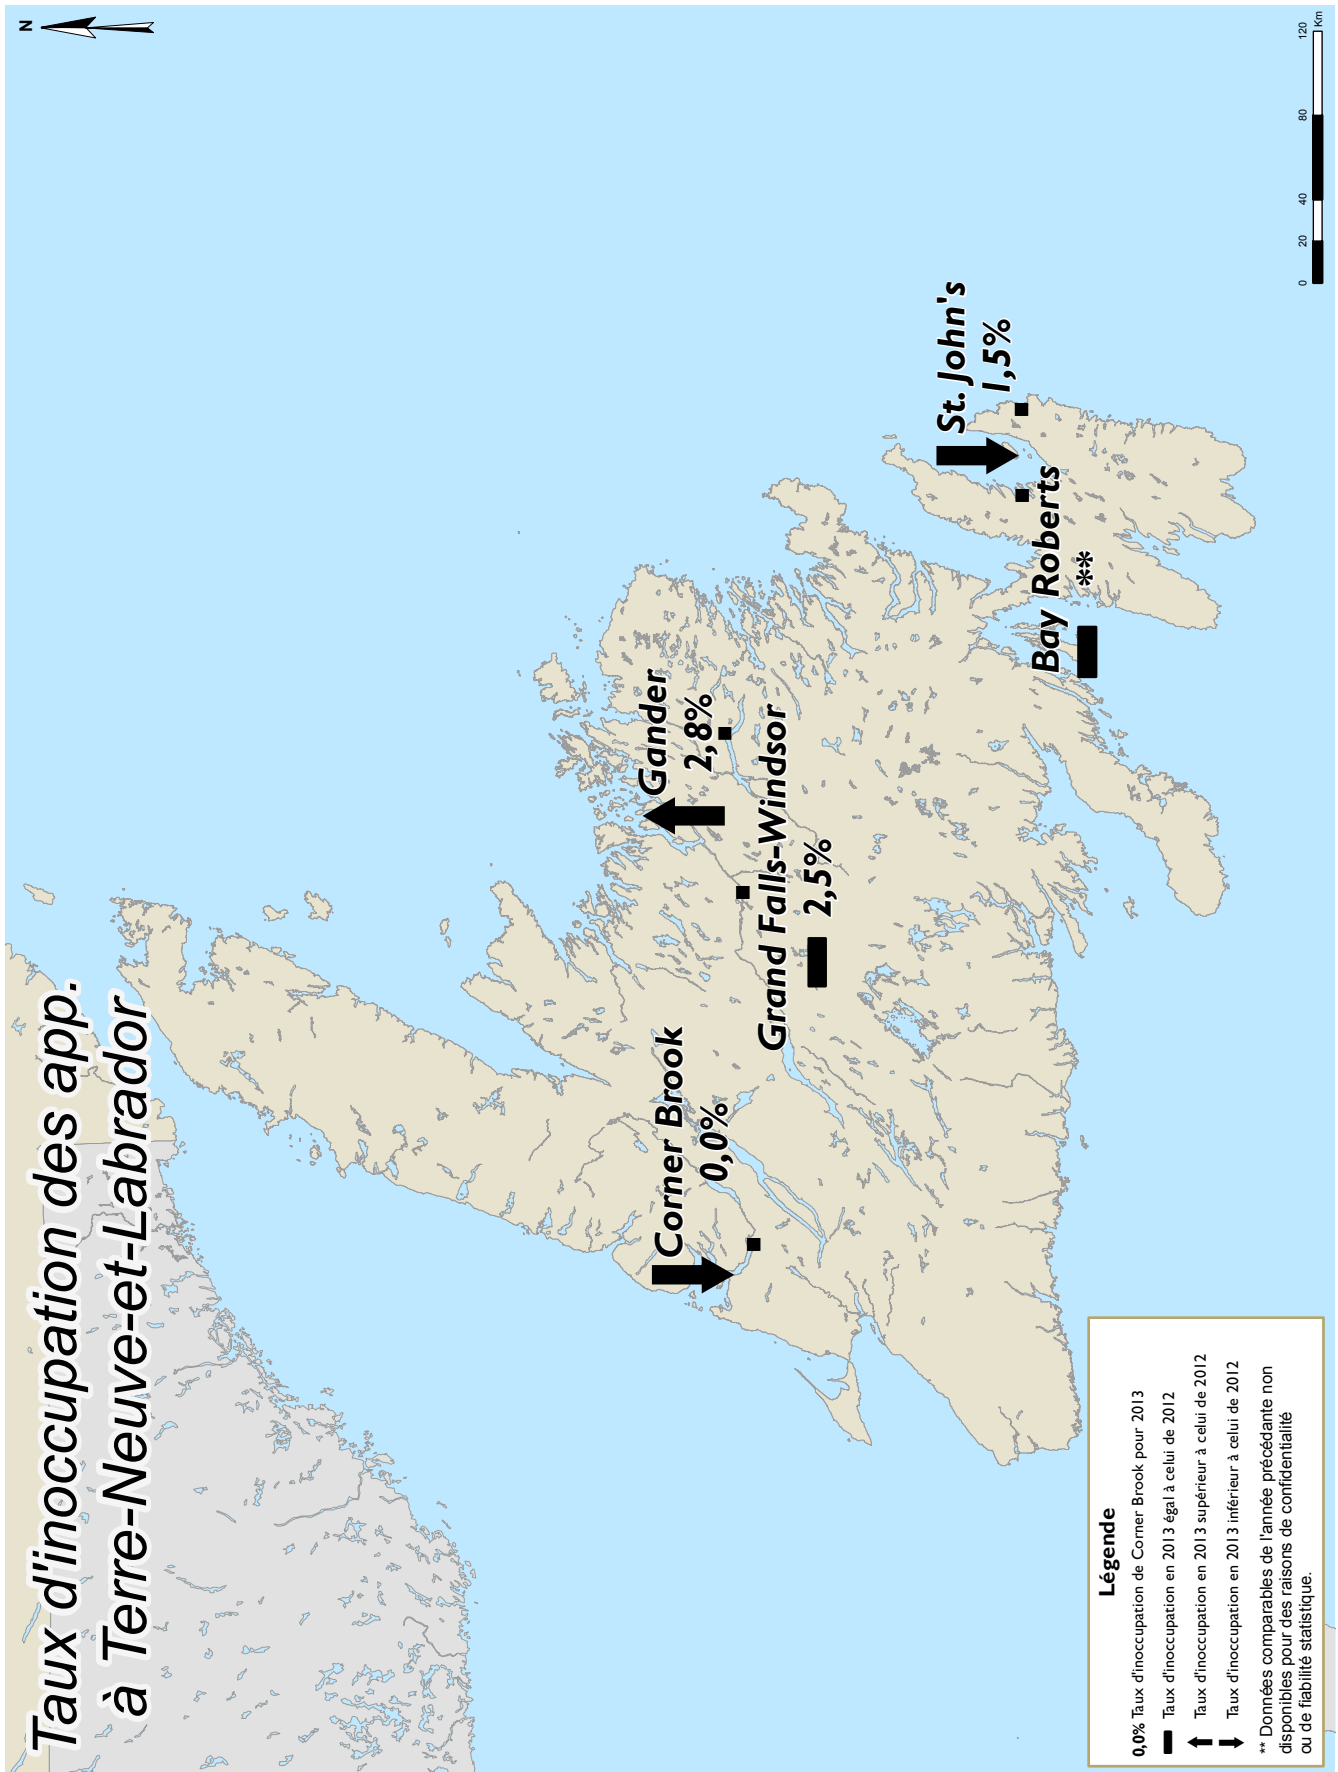 Taux d'inoccupation des app.
à Terre-Neuve-et-Labrador
N
Corner Brook
0,0%
Gander
2,8%
Grand Falls-Windsor
2,5%
St. John's
1,5%
Bay Roberts
**
Légende
0,0% Taux d'inoccupation de Corner Brook pour 2013
Taux d'inoccupation en 2013 égal à celui de 2012
Taux d'inoccupation en 2013 supérieur à celui de 2012
Taux d'inoccupation en 2013 inférieur à celui de 2012
** Données comparables de l'année précédante non
disponibles pour des raisons de confidentialité
ou de fiabilité statistique.
0 20 40 80 120
Km